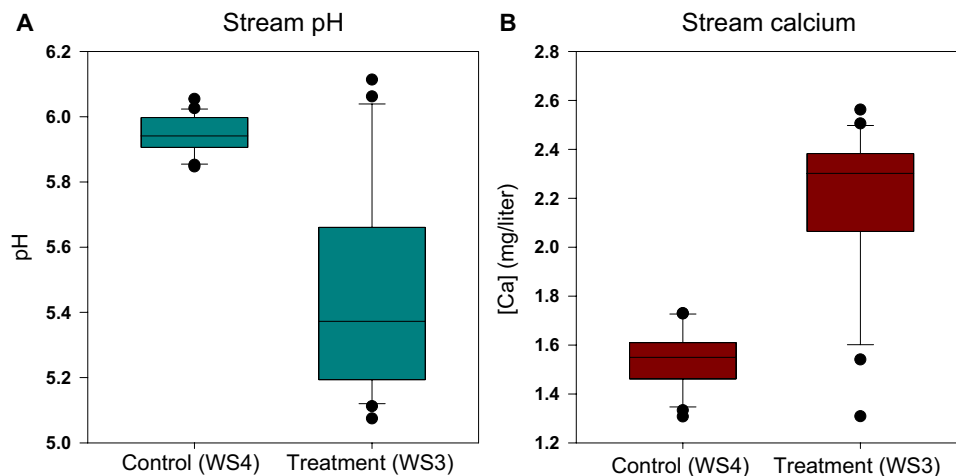 A Stream pH
6.2
6.0
5.8
5.6
5.4
5.2
5.0
pH
Control (WS4) Treatment (WS3)
B Stream calcium
2.8
2.6
2.4
2.2
2.0
1.8
1.6
1.4
1.2
[Ca] (mg/liter)
Control (WS4) Treatment (WS3)